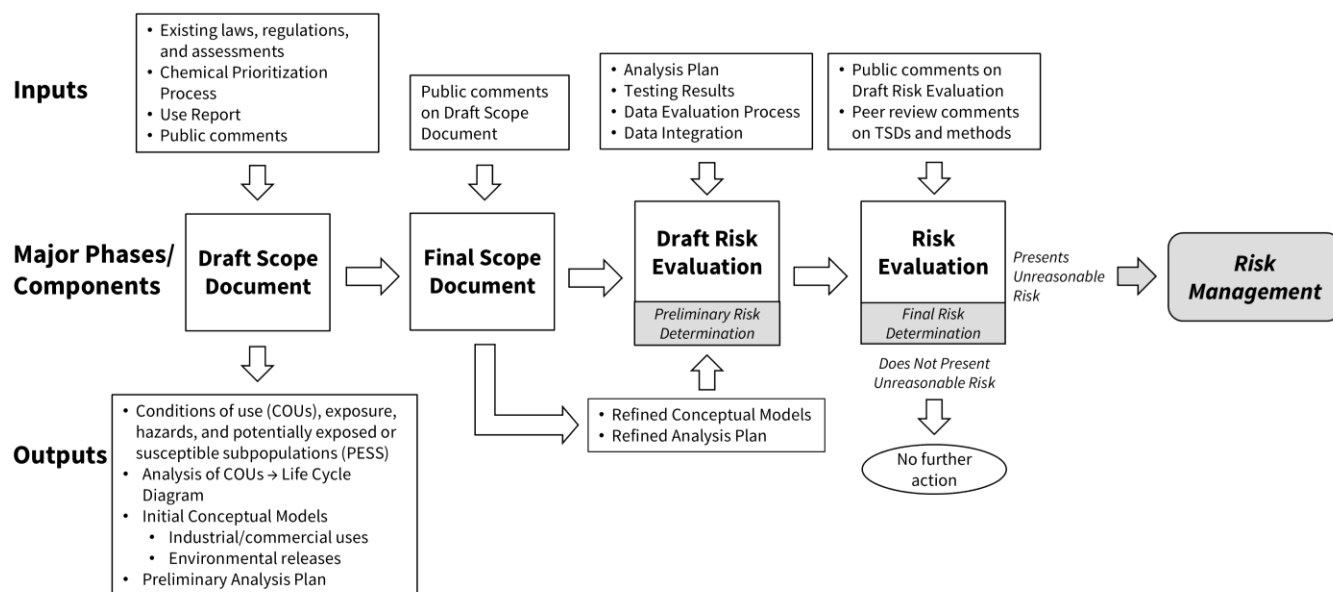 Inputs
• Existing laws, regulations,
and assessments
• Chemical Prioritization
Process
• Use Report
• Public comments
Public comments
on Draft Scope
Document
• Analysis Plan
• Testing Results
• Data Evaluation Process
• Data Integration
• Public comments on
Draft Risk Evaluation
• Peer review comments
on TSDs and methods
Major Phases/
Components
Draft Scope
Document
Final Scope
Document
Draft Risk
Evaluation
Preliminary Risk
Determination
Risk
Evaluation
Final Risk
Determination
Presents
Unreasonable
Risk
Risk
Management
Does Not Present
Unreasonable Risk
No further
action
Outputs
• Conditions of use (COUs), exposure,
hazards, and potentially exposed or
susceptible subpopulations (PESS)
• Analysis of COUs → Life Cycle
Diagram
• Initial Conceptual Models
• Industrial/commercial uses
• Environmental releases
• Preliminary Analysis Plan
• Refined Conceptual Models
• Refined Analysis Plan